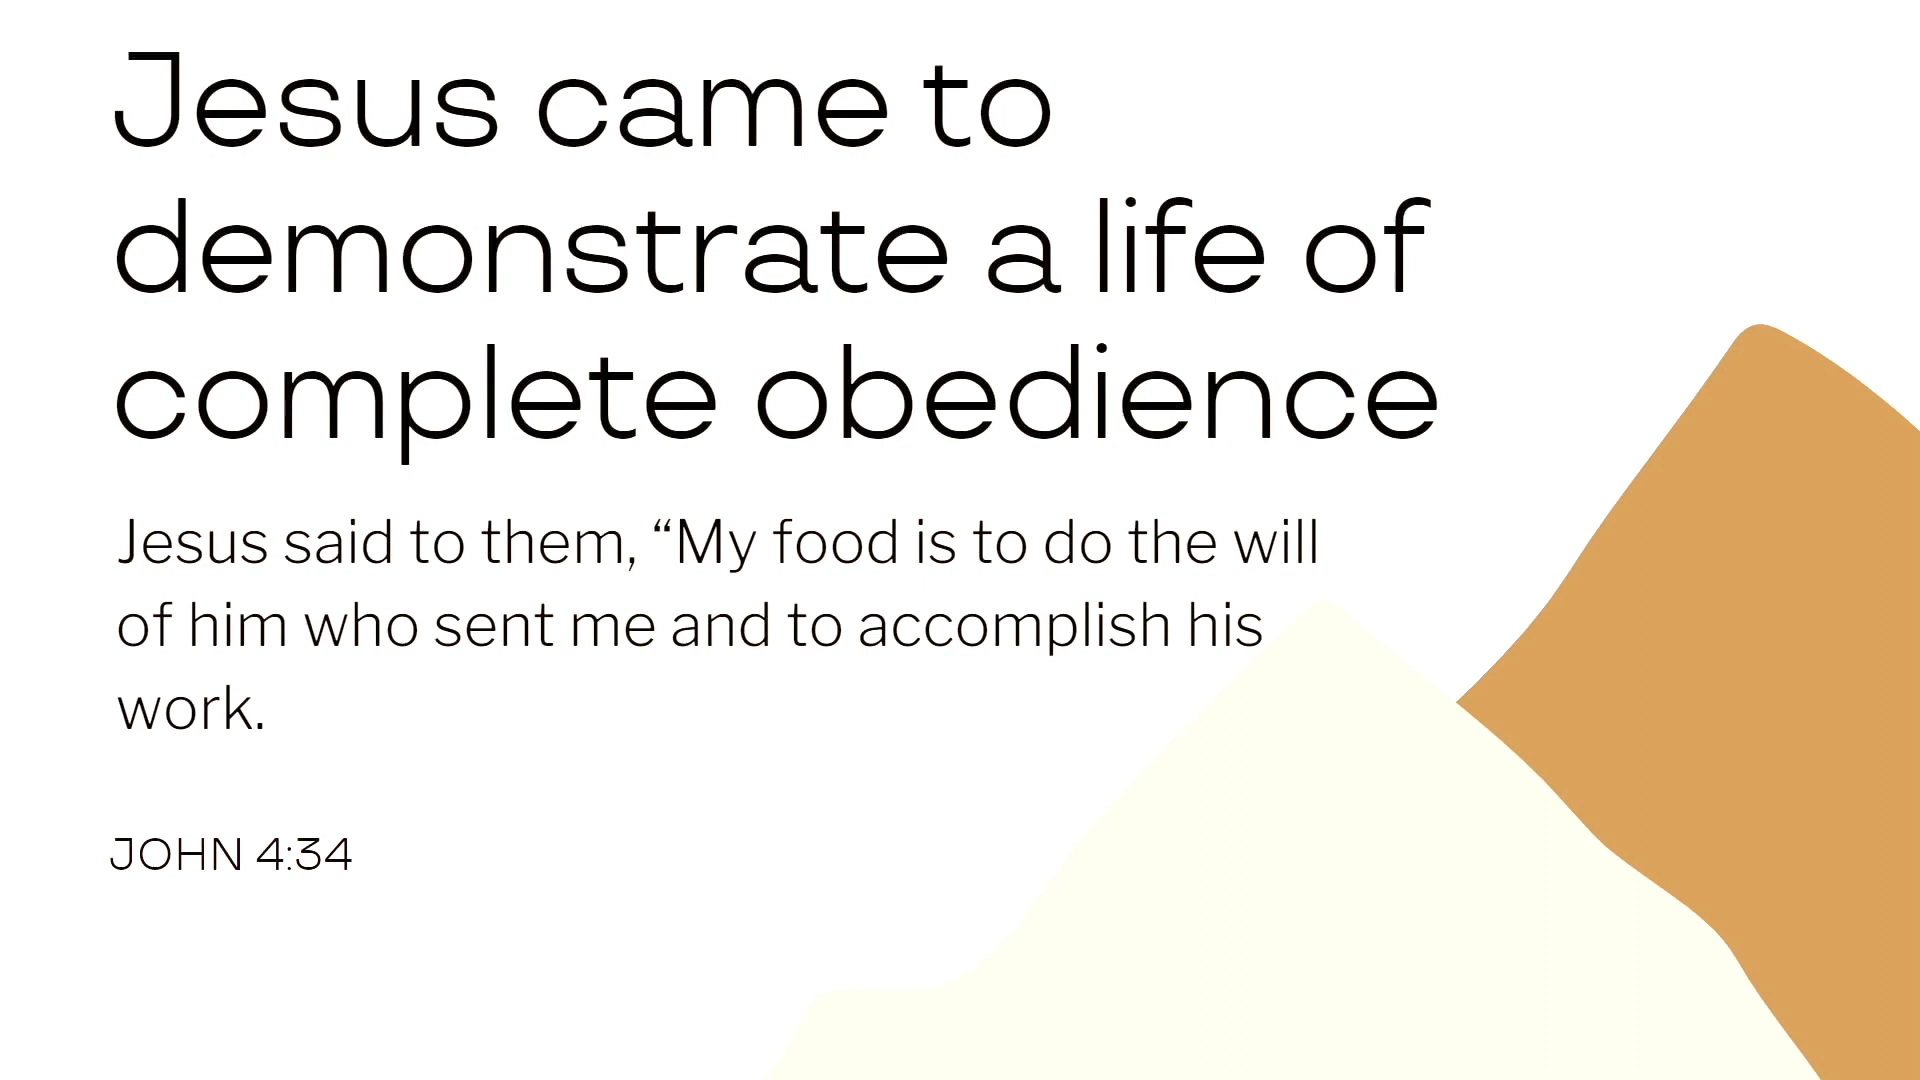 Jesus came to
demonstrate a life of
complete obedience
Jesus said to them, “My food is to do the will
of him who sent me and to accomplish his
work.
JOHN 4:34